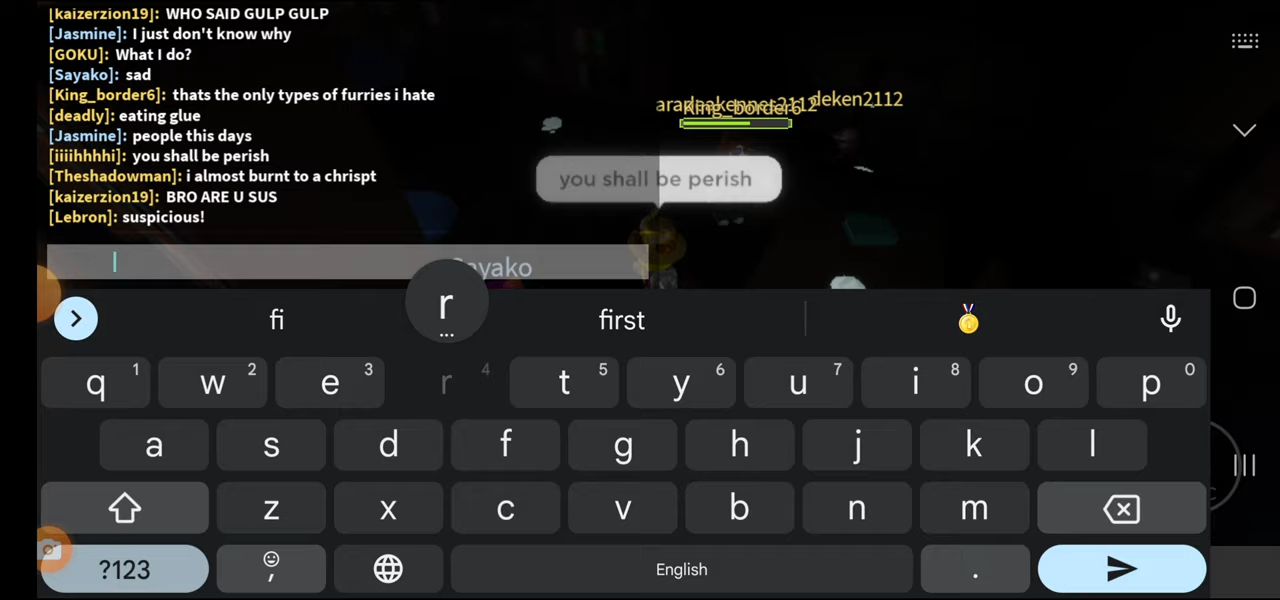 [kaizerzion19]: WHO SAID GULP GULP
[Jasmine]: I just don't know why
[GOKU]: What I do?
[Sayako]: sad
[King_border6]: thats the only types of furries i hate
[deadly]: eating glue
[Jasmine]: people this days
[iiiihhhhi]: you shall be perish
[Theshadowman]: i almost burnt to a chrispt
[kaizerzion19]: BRO ARE U SUS
[Lebron]: suspicious!
King_border6
deken2112
you shall be perish
Sayako
r
...
fi
first
q 1 w 2 e 3 r 4 t 5 y 6 u 7 i 8 o 9 p 0
a s d f g h j k l
z x c v b n m
?123 , English .